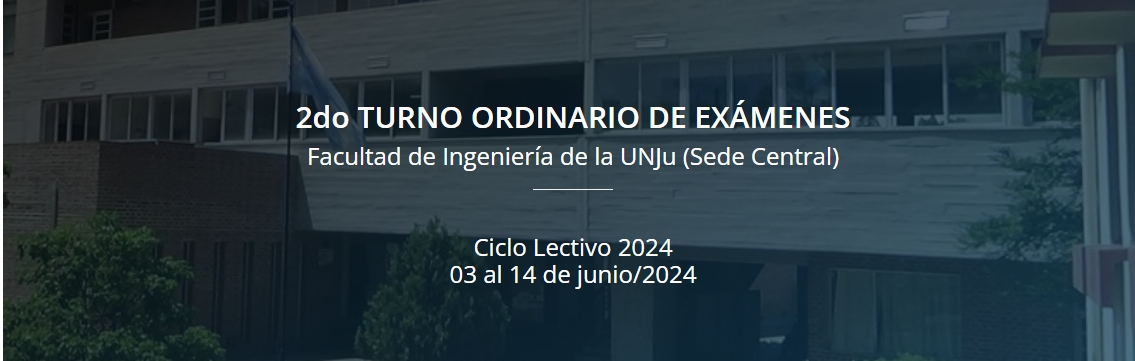 2do TURNO ORDINARIO DE EXÁMENES
Facultad de Ingeniería de la UNJu (Sede Central)
Ciclo Lectivo 2024
03 al 14 de junio/2024